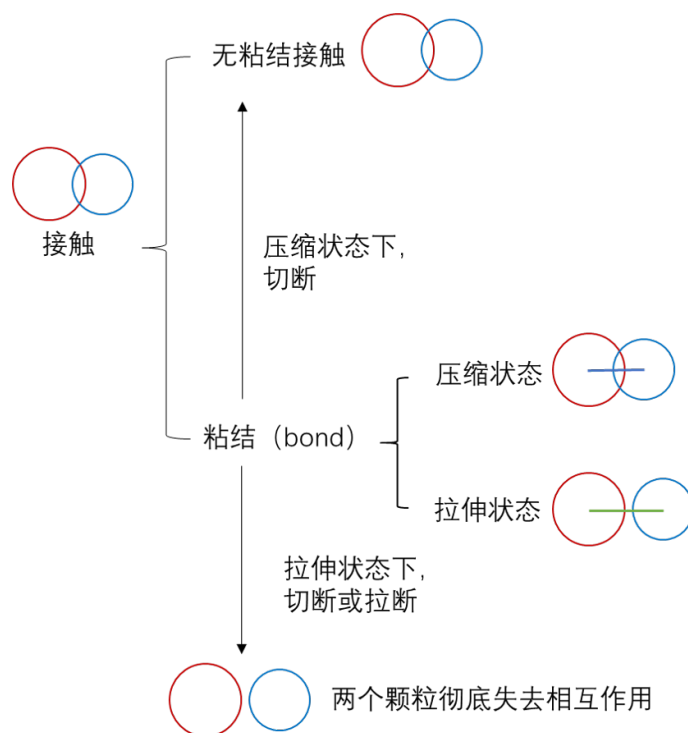 无粘结接触
接触
压缩状态下，
切断
压缩状态
粘结（bond）
拉伸状态
拉伸状态下，
切断或拉断
两个颗粒彻底失去相互作用